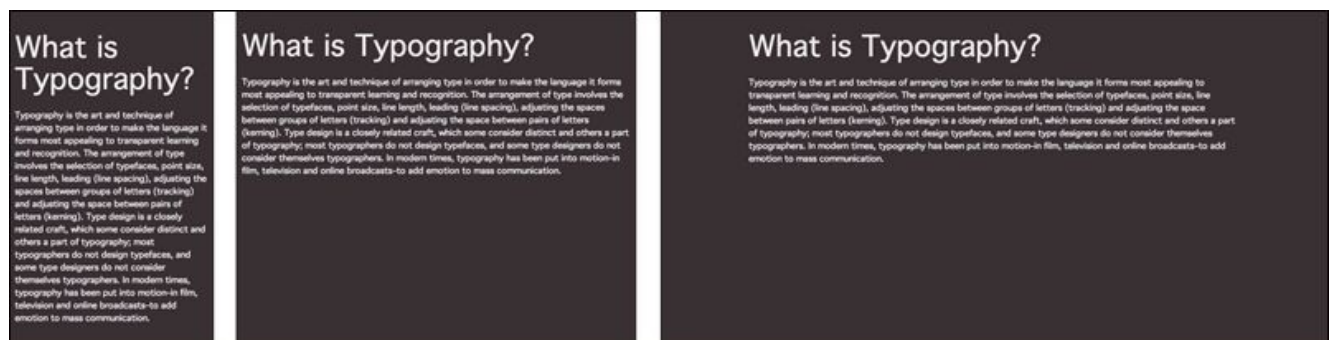 What is
Typography?
Typography is the art and technique of
arranging type in order to make the language it
forms most appealing to transparent learning
and recognition. The arrangement of type
involves the selection of typefaces, point size,
line length, leading (line spacing), adjusting the
spaces between groups of letters (tracking)
and adjusting the space between pairs of
letters (kerning). Type design is a closely
related craft, which some consider distinct and
others a part of typography; most
typographers do not design typefaces, and
some type designers do not consider
themselves typographers. In modern times,
typography has been put into motion-in film,
television and online broadcasts-to add
emotion to mass communication.
What is Typography?
Typography is the art and technique of arranging type in order to make the language it forms
most appealing to transparent learning and recognition. The arrangement of type involves the
selection of typefaces, point size, line length, leading (line spacing), adjusting the spaces
between groups of letters (tracking) and adjusting the space between pairs of letters
(kerning). Type design is a closely related craft, which some consider distinct and others a part
of typography; most typographers do not design typefaces, and some type designers do not
consider themselves typographers. In modern times, typography has been put into motion-in
film, television and online broadcasts-to add emotion to mass communication.
What is Typography?
Typography is the art and technique of arranging type in order to make the language it forms most appealing to
transparent learning and recognition. The arrangement of type involves the selection of typefaces, point size, line
length, leading (line spacing), adjusting the spaces between groups of letters (tracking) and adjusting the space
between pairs of letters (kerning). Type design is a closely related craft, which some consider distinct and others a part
of typography; most typographers do not design typefaces, and some type designers do not consider themselves
typographers. In modern times, typography has been put into motion-in film, television and online broadcasts-to add
emotion to mass communication.